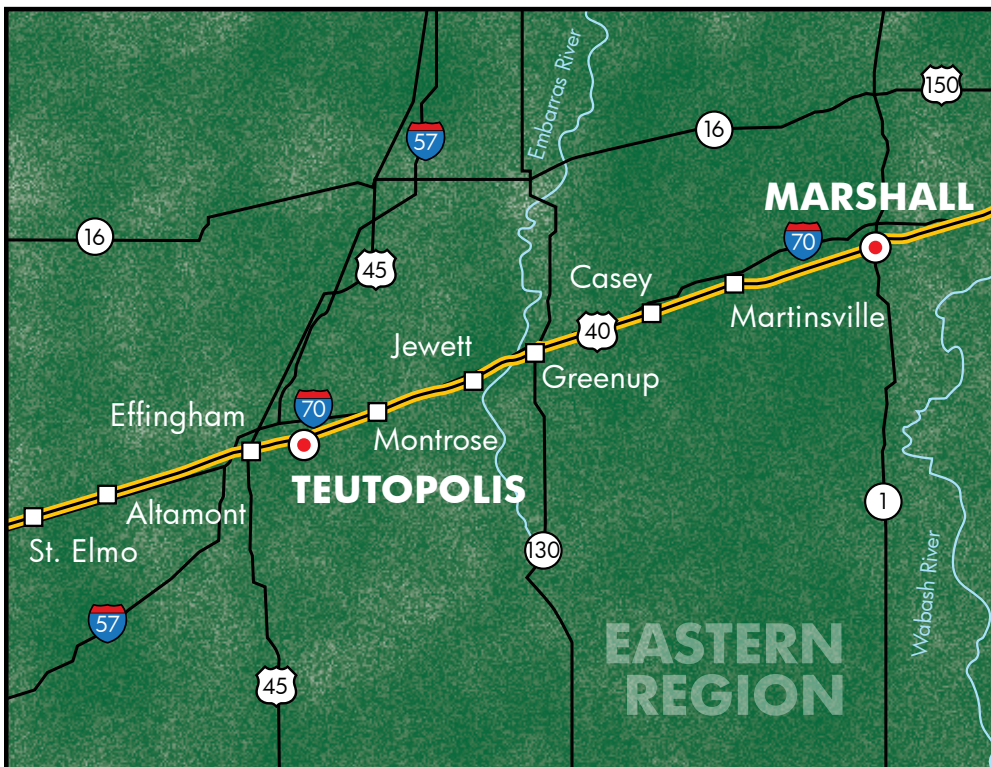 150
Embarras River
16
57
MARSHALL
16
70
45
Casey
Martinsville
40
Jewett
Greenup
70
Effingham
Montrose
TEUTOPOLIS
Altamont
1
St. Elmo
130
Wabash River
57
EASTERN
REGION
45